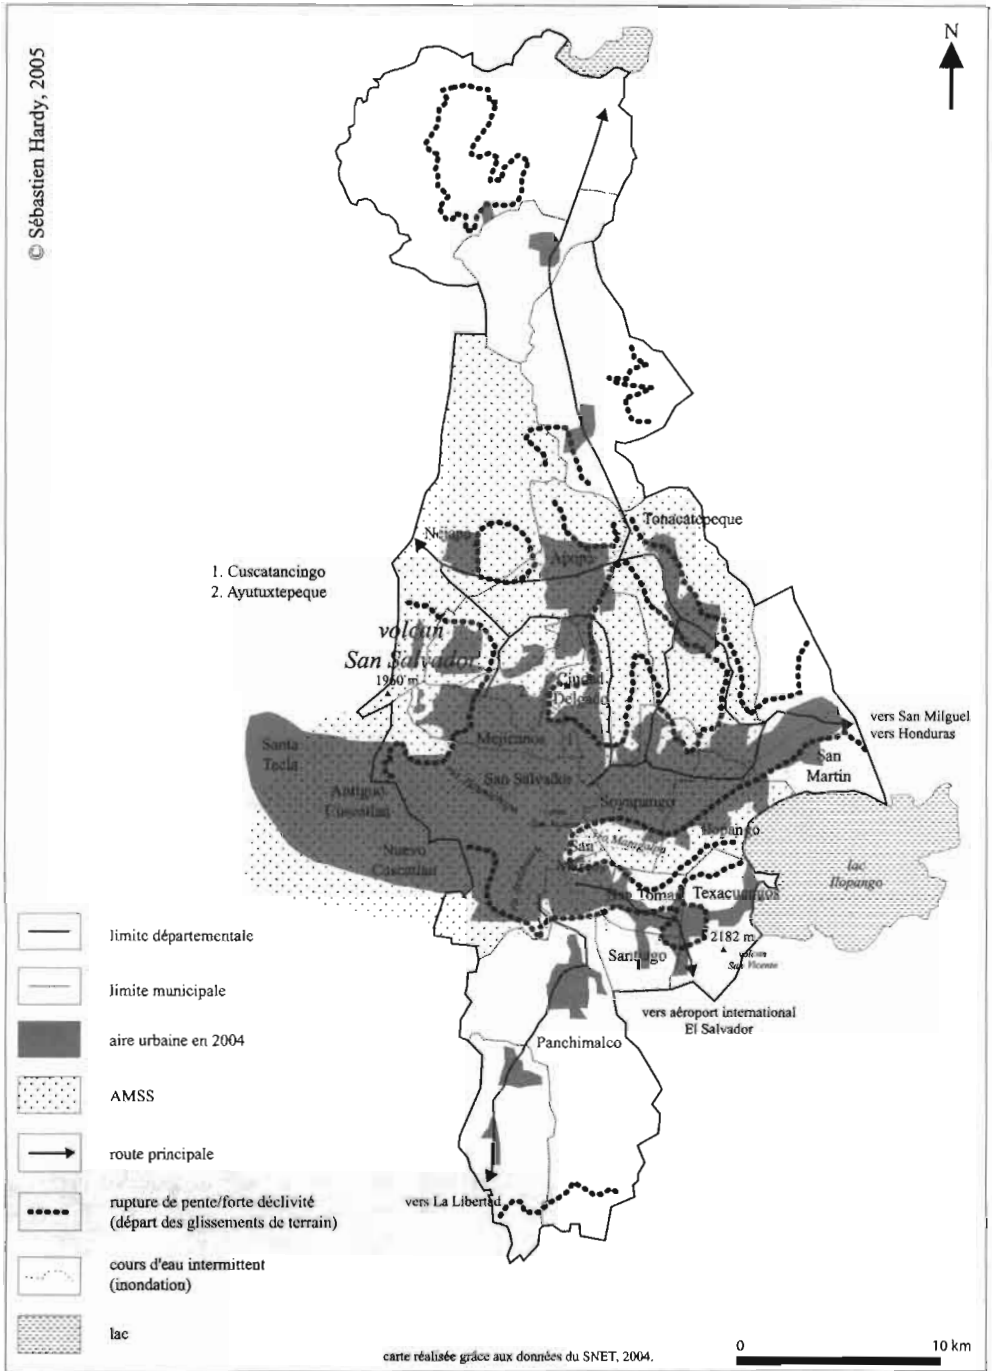 © Sébastien Hardy, 2005
N
Tonacatepeque
Nejapa
Apopa
1. Cuscatancingo
2. Ayutuxtepeque
volcan
San Salvador
1960 m
Ciudad
Delgado
vers San Milguel
vers Honduras
Santa
Tecla
Mejicanos
San
Martin
San Salvador
Antiguo
Cuscatlan
Soyapango
Ilopango
San
Nuevo
Cuscatlan
lac
Ilopango
Tomas
Texacuangos
2182 m
volcan
San Vicente
Santiago
vers aéroport international
El Salvador
Panchimalco
vers La Libertad
limite départementale
limite municipale
aire urbaine en 2004
AMSS
route principale
rupture de pente/forte déclivité
(départ des glissements de terrain)
cours d'eau intermittent
(inondation)
lac
carte réalisée grâce aux données du SNET, 2004.
0 10 km